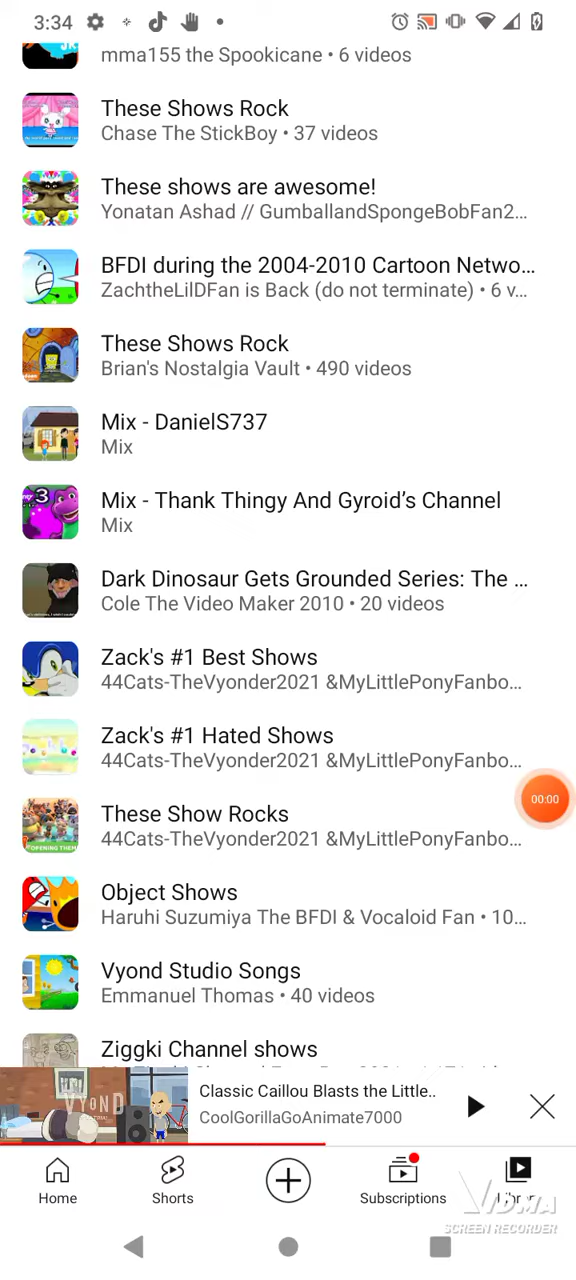 3:34
mma155 the Spookicane • 6 videos
These Shows Rock
Chase The StickBoy • 37 videos
These shows are awesome!
Yonatan Ashad // GumballandSpongeBobFan2...
BFDI during the 2004-2010 Cartoon Netwo...
ZachtheLilDFan is Back (do not terminate) • 6 v...
These Shows Rock
Brian's Nostalgia Vault • 490 videos
Mix - DanielS737
Mix
Mix - Thank Thingy And Gyroid’s Channel
Mix
Dark Dinosaur Gets Grounded Series: The ...
Cole The Video Maker 2010 • 20 videos
Zack's #1 Best Shows
44Cats-TheVyonder2021 &MyLittlePonyFanbo...
Zack's #1 Hated Shows
44Cats-TheVyonder2021 &MyLittlePonyFanbo...
00:00
These Show Rocks
44Cats-TheVyonder2021 &MyLittlePonyFanbo...
OPENING THEM
Object Shows
Haruhi Suzumiya The BFDI & Vocaloid Fan • 10...
Vyond Studio Songs
Emmanuel Thomas • 40 videos
Ziggki Channel shows
VYOND
Classic Caillou Blasts the Little..
CoolGorillaGoAnimate7000
Home
Shorts
Subscriptions
VIDMA
SCREEN RECORDER